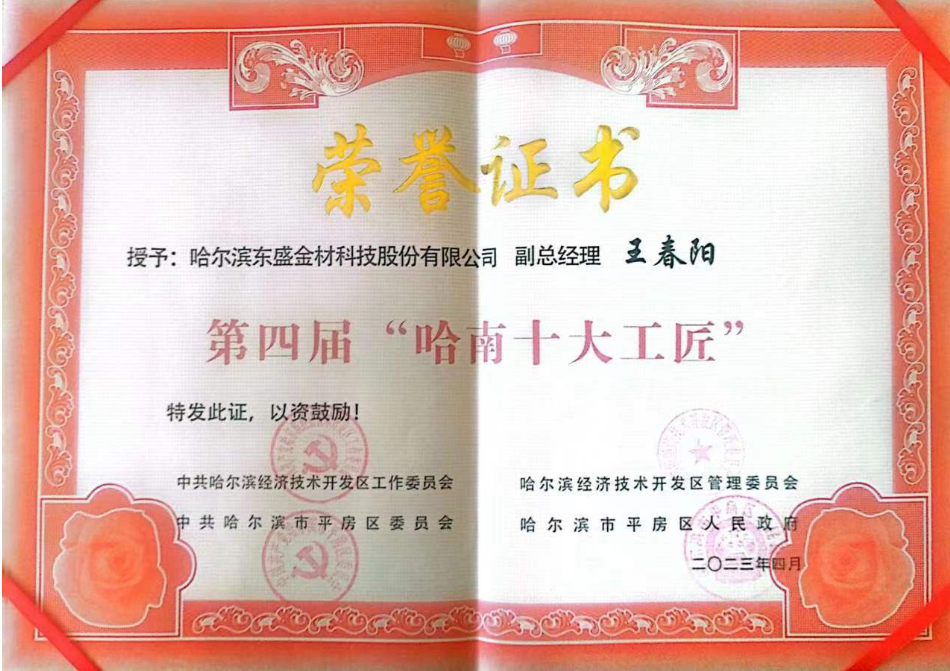 荣誉证书
授予：哈尔滨东盛金材科技股份有限公司 副总经理 王春阳
第四届“哈南十大工匠”
特发此证，以资鼓励！
中共哈尔滨经济技术开发区工作委员会 哈尔滨经济技术开发区管理委员会
中共哈尔滨市平房区委员会 哈尔滨市平房区人民政府
二〇二三年四月